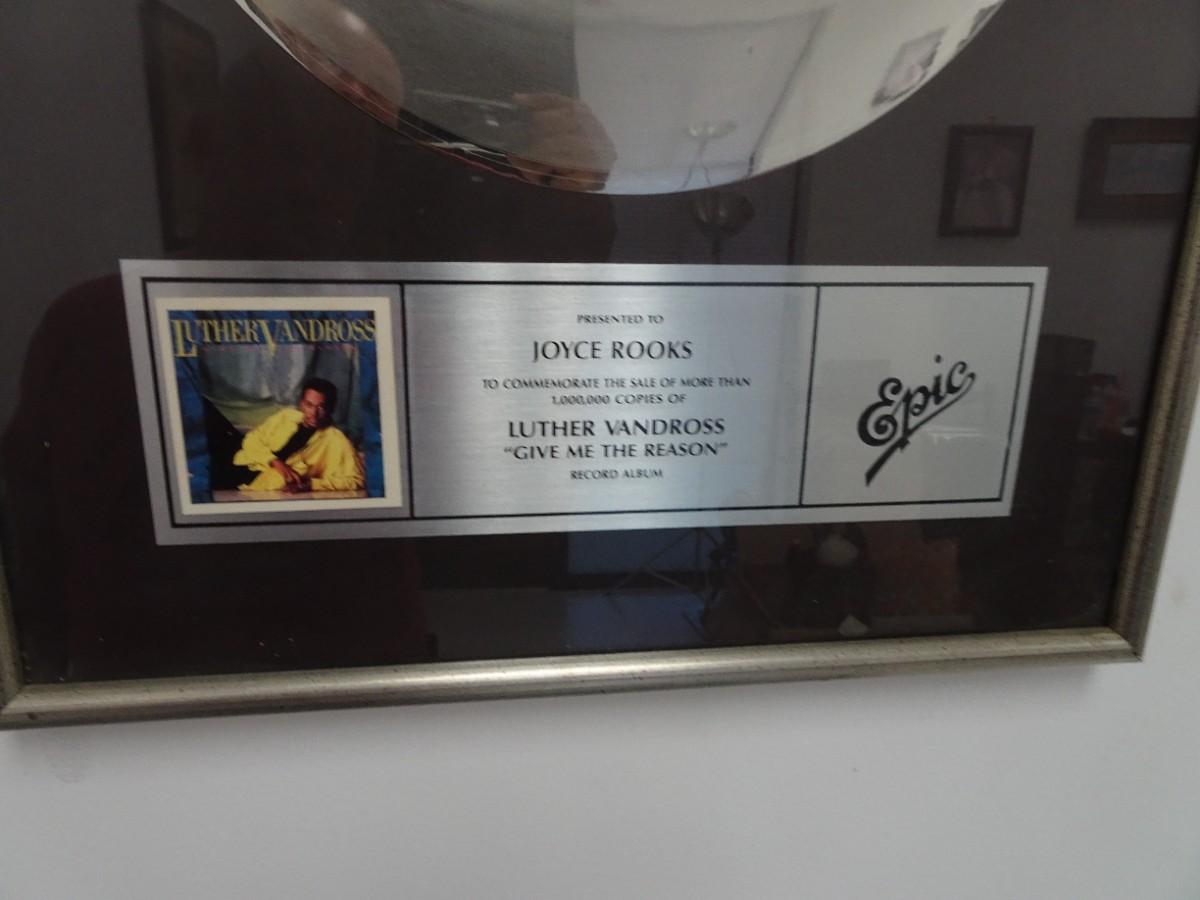 LUTHER VANDROSS
PRESENTED TO
JOYCE ROOKS
TO COMMEMORATE THE SALE OF MORE THAN
1,000,000 COPIES OF
LUTHER VANDROSS
"GIVE ME THE REASON"
RECORD ALBUM
Epic